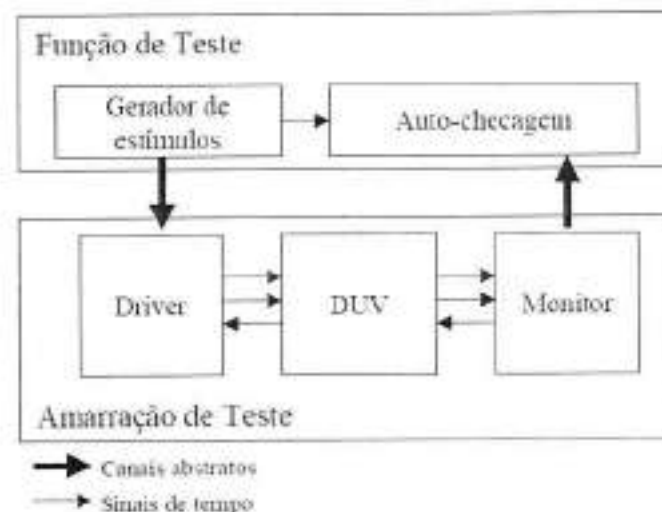 Função de Teste
Gerador de
estímulos
Auto-checagem
Driver
DUV
Monitor
Amarração de Teste
Canais abstratos
Sinais de tempo